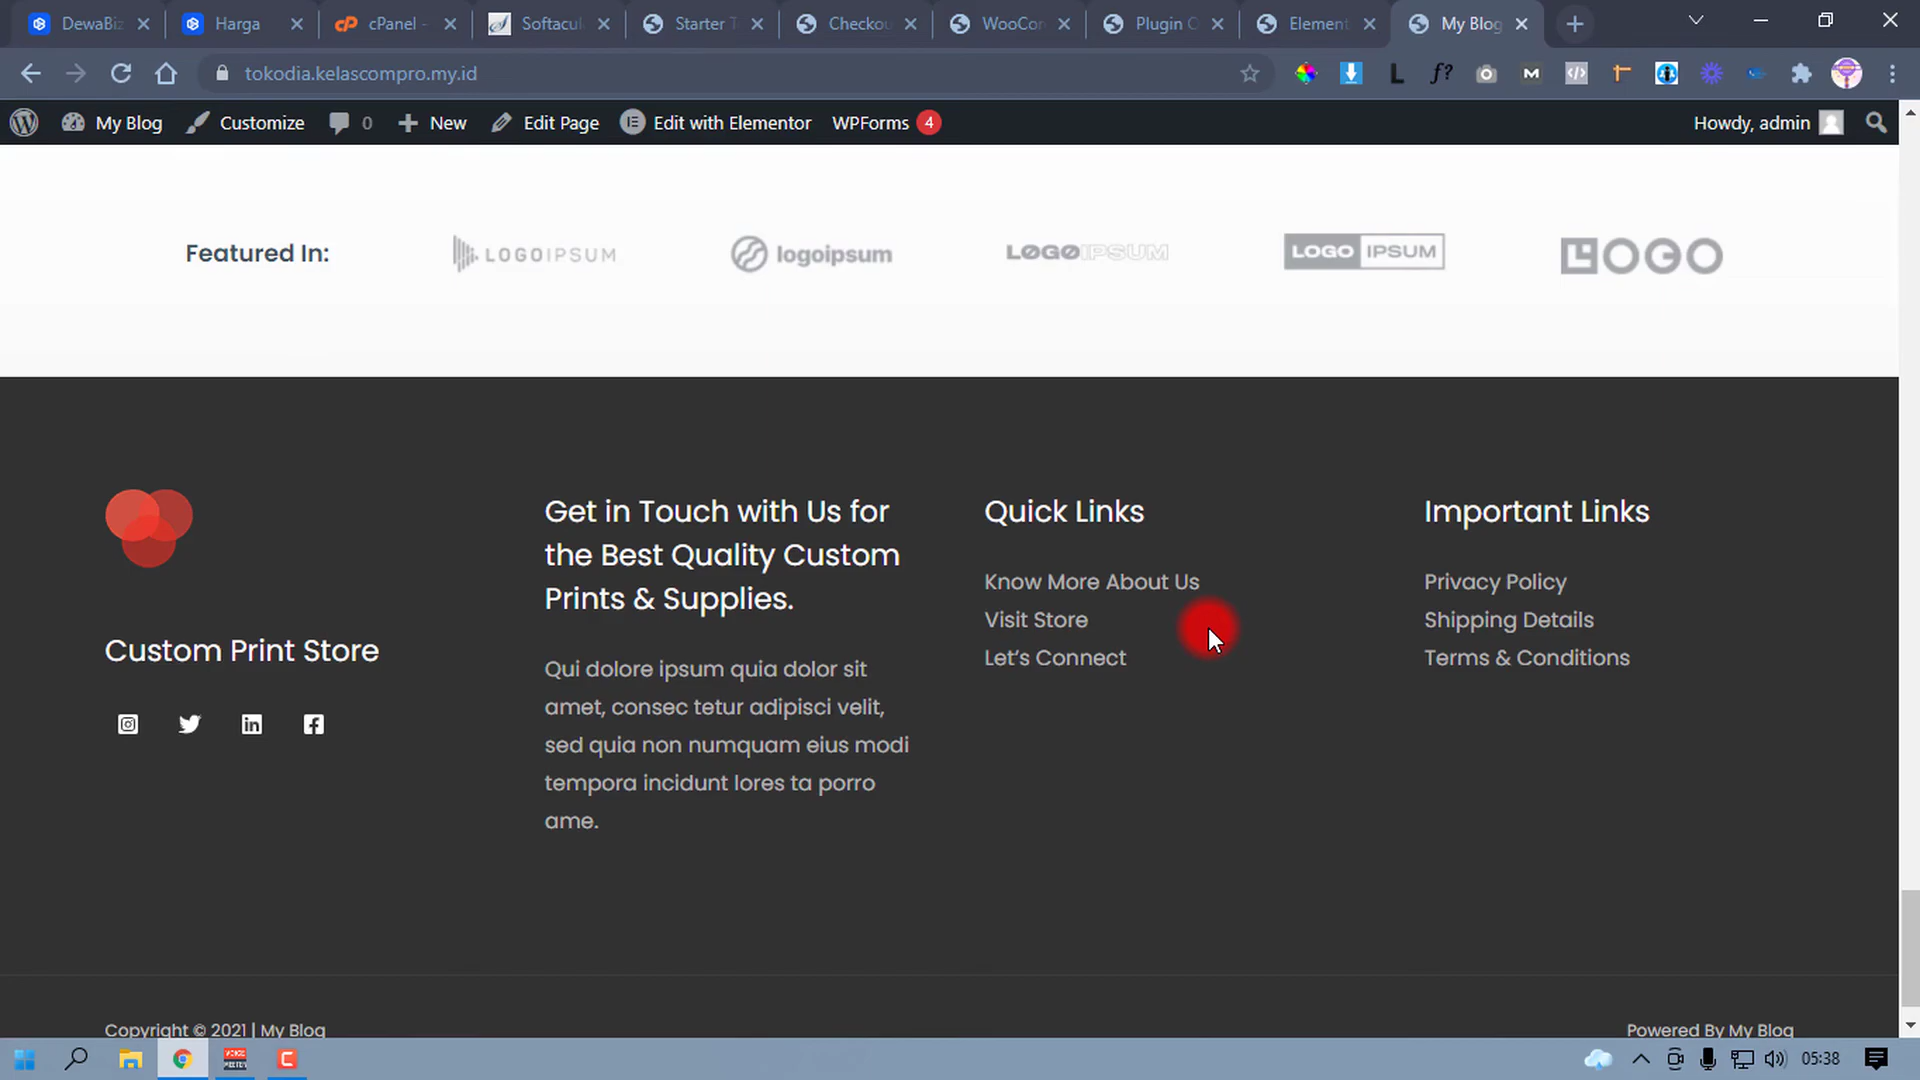 DewaBiz
Harga
cPanel -
Softacul
Starter T
Checkou
WooCor
Plugin C
Element
My Blog
tokodia.kelascompro.my.id
My Blog
Customize
0
New
Edit Page
Edit with Elementor
WPForms 4
Howdy, admin
Featured In:
LOGOIPSUM
logoipsum
LOGOIPSUM
LOGO IPSUM
LOGO
Custom Print Store
Get in Touch with Us for
the Best Quality Custom
Prints & Supplies.
Qui dolore ipsum quia dolor sit
amet, consec tetur adipisci velit,
sed quia non numquam eius modi
tempora incidunt lores ta porro
ame.
Quick Links
Know More About Us
Visit Store
Let's Connect
Important Links
Privacy Policy
Shipping Details
Terms & Conditions
Copyright © 2021 | My Blog
Powered By My Blog
05:38